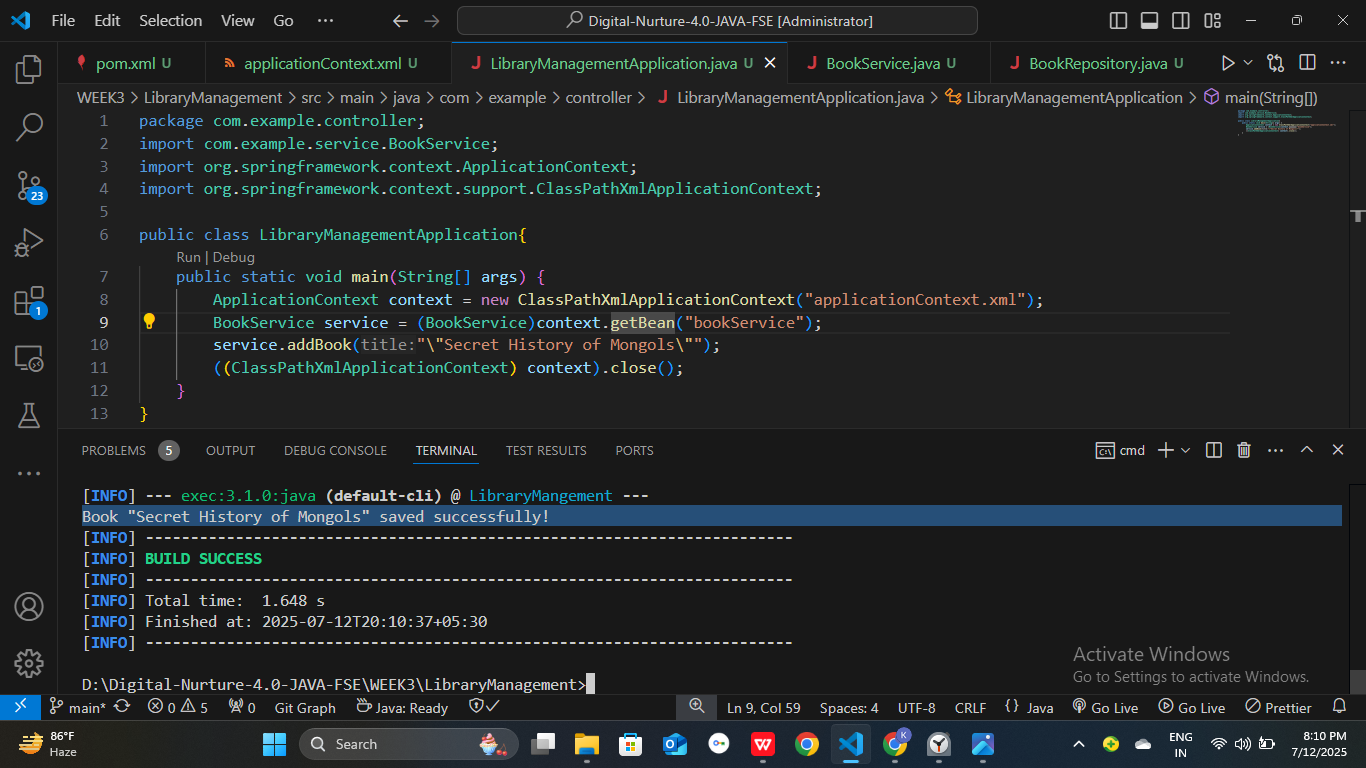 File Edit Selection View Go ··· Digital-Nurture-4.0-JAVA-FSE [Administrator]
pom.xml U applicationContext.xml U J LibraryManagementApplication.java U J BookService.java U J BookRepository.java U
WEEK3 > LibraryManagement > src > main > java > com > example > controller > J LibraryManagementApplication.java > LibraryManagementApplication > main(String[])
1 package com.example.controller;
2 import com.example.service.BookService;
3 import org.springframework.context.ApplicationContext;
4 import org.springframework.context.support.ClassPathXmlApplicationContext;
5
6 public class LibraryManagementApplication{
Run | Debug
7 public static void main(String[] args) {
8 ApplicationContext context = new ClassPathXmlApplicationContext("applicationContext.xml");
9 BookService service = (BookService)context.getBean("bookService");
10 service.addBook(title:"\"Secret History of Mongols\"");
11 ((ClassPathXmlApplicationContext) context).close();
12 }
13 }
23
1
PROBLEMS 5 OUTPUT DEBUG CONSOLE TERMINAL TEST RESULTS PORTS cmd
[INFO] --- exec:3.1.0:java (default-cli) @ LibraryMangement ---
Book "Secret History of Mongols" saved successfully!
[INFO] ------------------------------------------------------------------------
[INFO] BUILD SUCCESS
[INFO] ------------------------------------------------------------------------
[INFO] Total time:  1.648 s
[INFO] Finished at: 2025-07-12T20:10:37+05:30
[INFO] ------------------------------------------------------------------------
D:\Digital-Nurture-4.0-JAVA-FSE\WEEK3\LibraryManagement>
Activate Windows
Go to Settings to activate Windows.
main* 0 5 0 Git Graph Java: Ready Ln 9, Col 59 Spaces: 4 UTF-8 CRLF {} Java Go Live Go Live Prettier
86°F
Haze
Search
K
ENG
IN
8:10 PM
7/12/2025